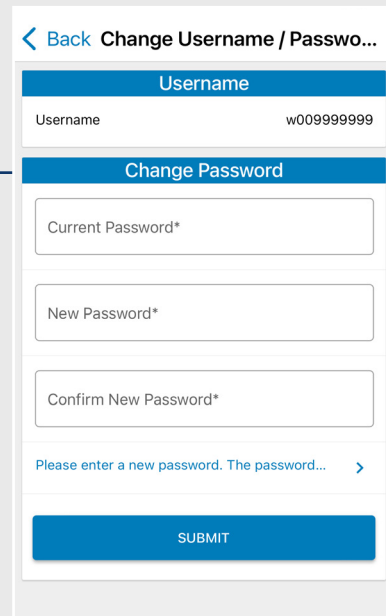 Back Change Username / Passwo...
Username
Username w009999999
Change Password
Current Password*
New Password*
Confirm New Password*
Please enter a new password. The password...
SUBMIT